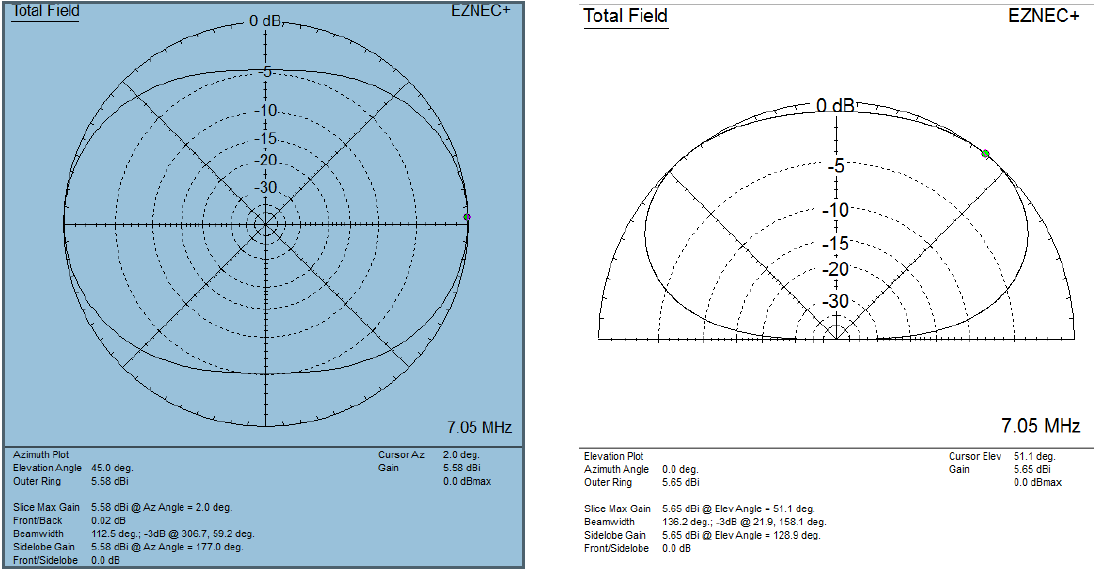 Total Field
EZNEC+
0 dB
-5
-10
-15
-20
-30
7.05 MHz
Azimuth Plot
Elevation Angle 45.0 deg.
Outer Ring 5.58 dBi
Cursor Az 2.0 deg.
Gain 5.58 dBi
0.0 dBmax
Slice Max Gain 5.58 dBi @ Az Angle = 2.0 deg.
Front/Back 0.02 dB
Beamwidth 112.5 deg.; -3dB @ 306.7, 59.2 deg.
Sidelobe Gain 5.58 dBi @ Az Angle = 177.0 deg.
Front/Sidelobe 0.0 dB
Total Field
EZNEC+
0 dB
-5
-10
-15
-20
-30
7.05 MHz
Elevation Plot
Azimuth Angle 0.0 deg.
Outer Ring 5.65 dBi
Cursor Elev 51.1 deg.
Gain 5.65 dBi
0.0 dBmax
Slice Max Gain 5.65 dBi @ Elev Angle = 51.1 deg.
Beamwidth 136.2 deg.; -3dB @ 21.9, 158.1 deg.
Sidelobe Gain 5.65 dBi @ Elev Angle = 128.9 deg.
Front/Sidelobe 0.0 dB